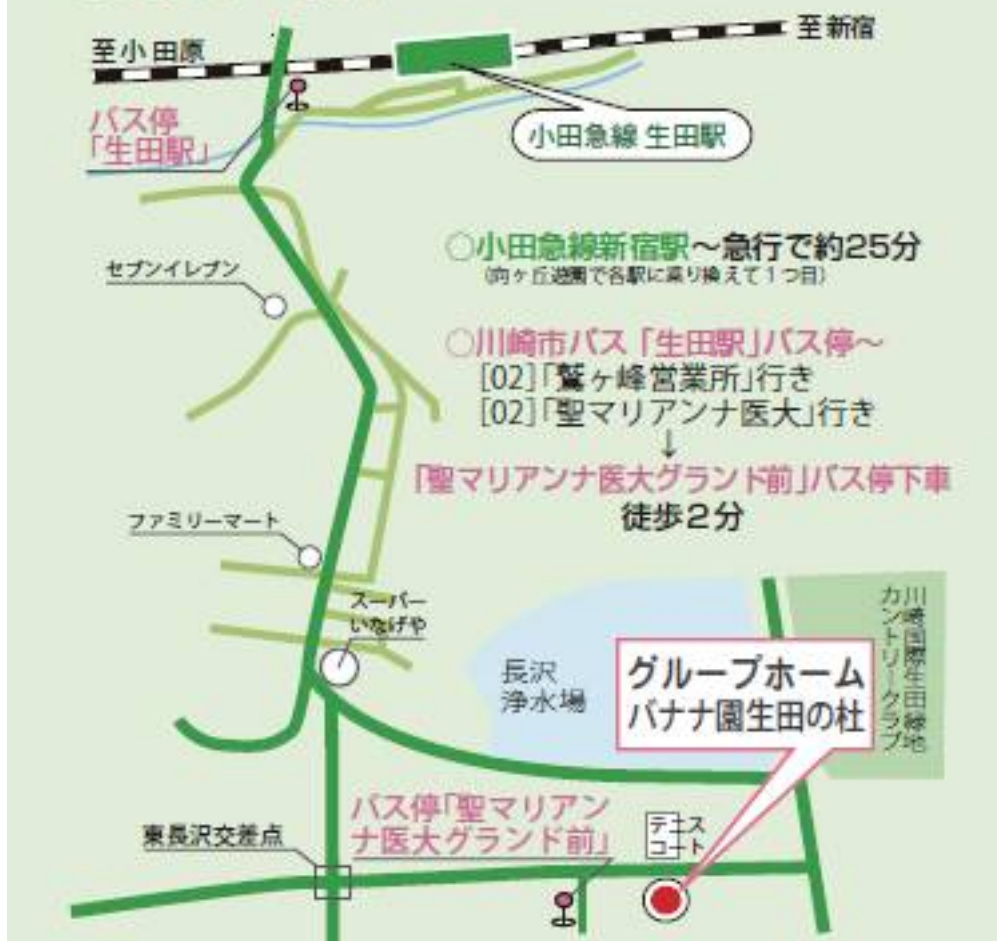 至小田原
至新宿
バス停
「生田駅」
小田急線 生田駅
セブンイレブン
○小田急線新宿駅～急行で約25分
(向ヶ丘遊園で各駅に乗り換えて1つ目)
○川崎市バス「生田駅」バス停～
[02]「鷲ヶ峰営業所」行き
[02]「聖マリアンナ医大」行き
↓
「聖マリアンナ医大グランド前」バス停下車
徒歩2分
ファミリーマート
スーパー
いなげや
長沢
浄水場
グループホーム
バナナ園生田の杜
川崎国際生田緑地
カントリークラブ
バス停「聖マリアン
ナ医大グランド前」
テニス
コート
東長沢交差点